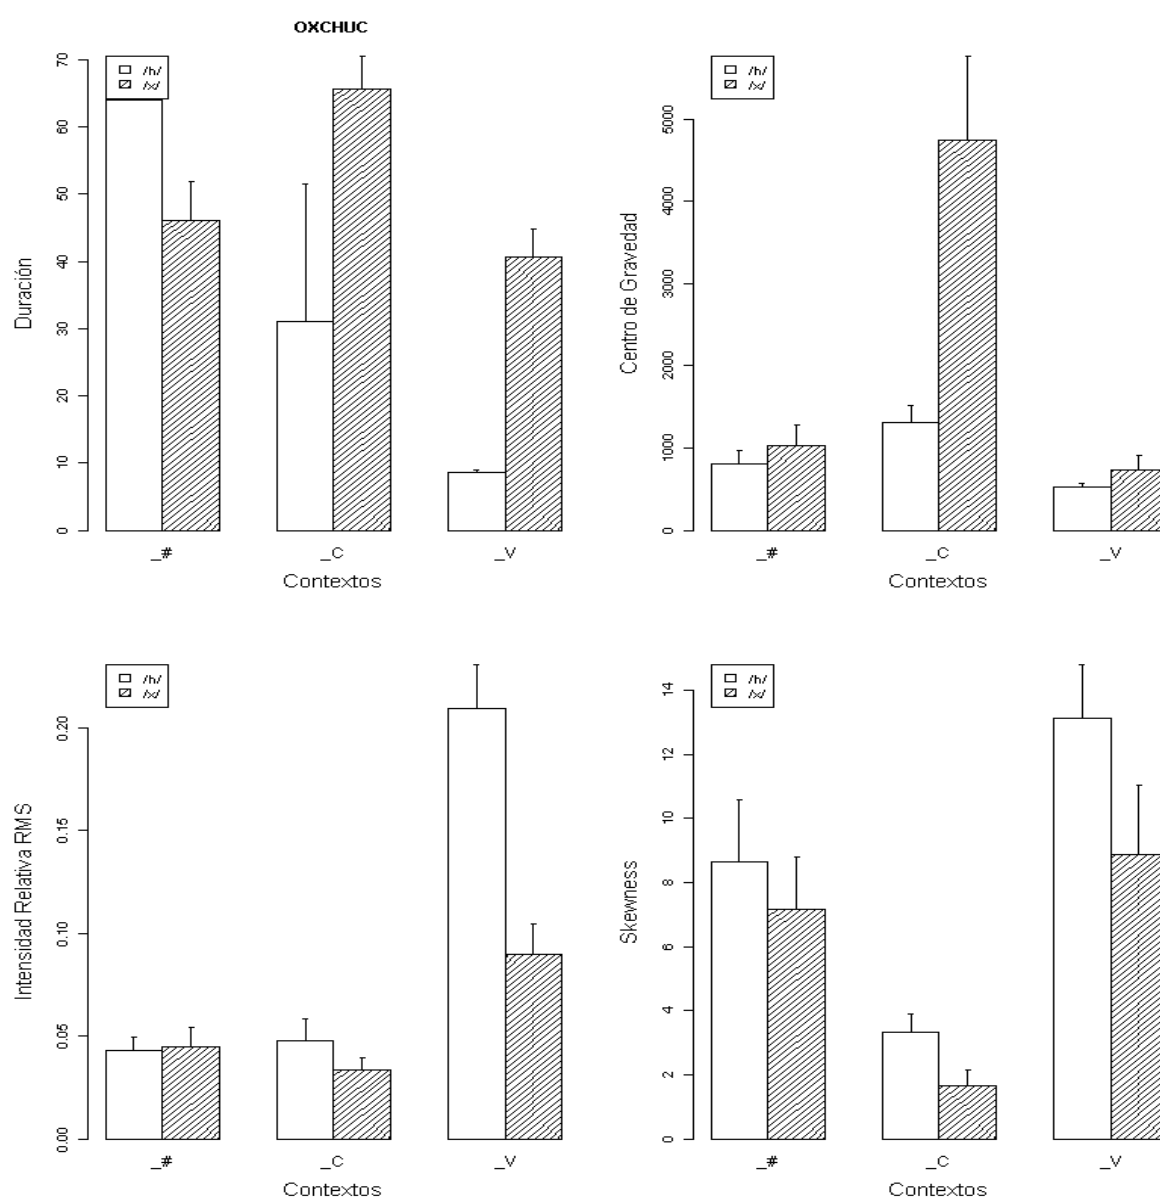 OXCHUC
/h/
/x/
Duración
0
10
20
30
40
50
60
70
_#
_C
_V
Contextos
/h/
/x/
Centro de Gravedad
0
1000
2000
3000
4000
5000
_#
_C
_V
Contextos
/h/
/x/
Intensidad Relativa RMS
0.00
0.05
0.10
0.15
0.20
_#
_C
_V
Contextos
/h/
/x/
Skewness
0
2
4
6
8
10
12
14
_#
_C
_V
Contextos